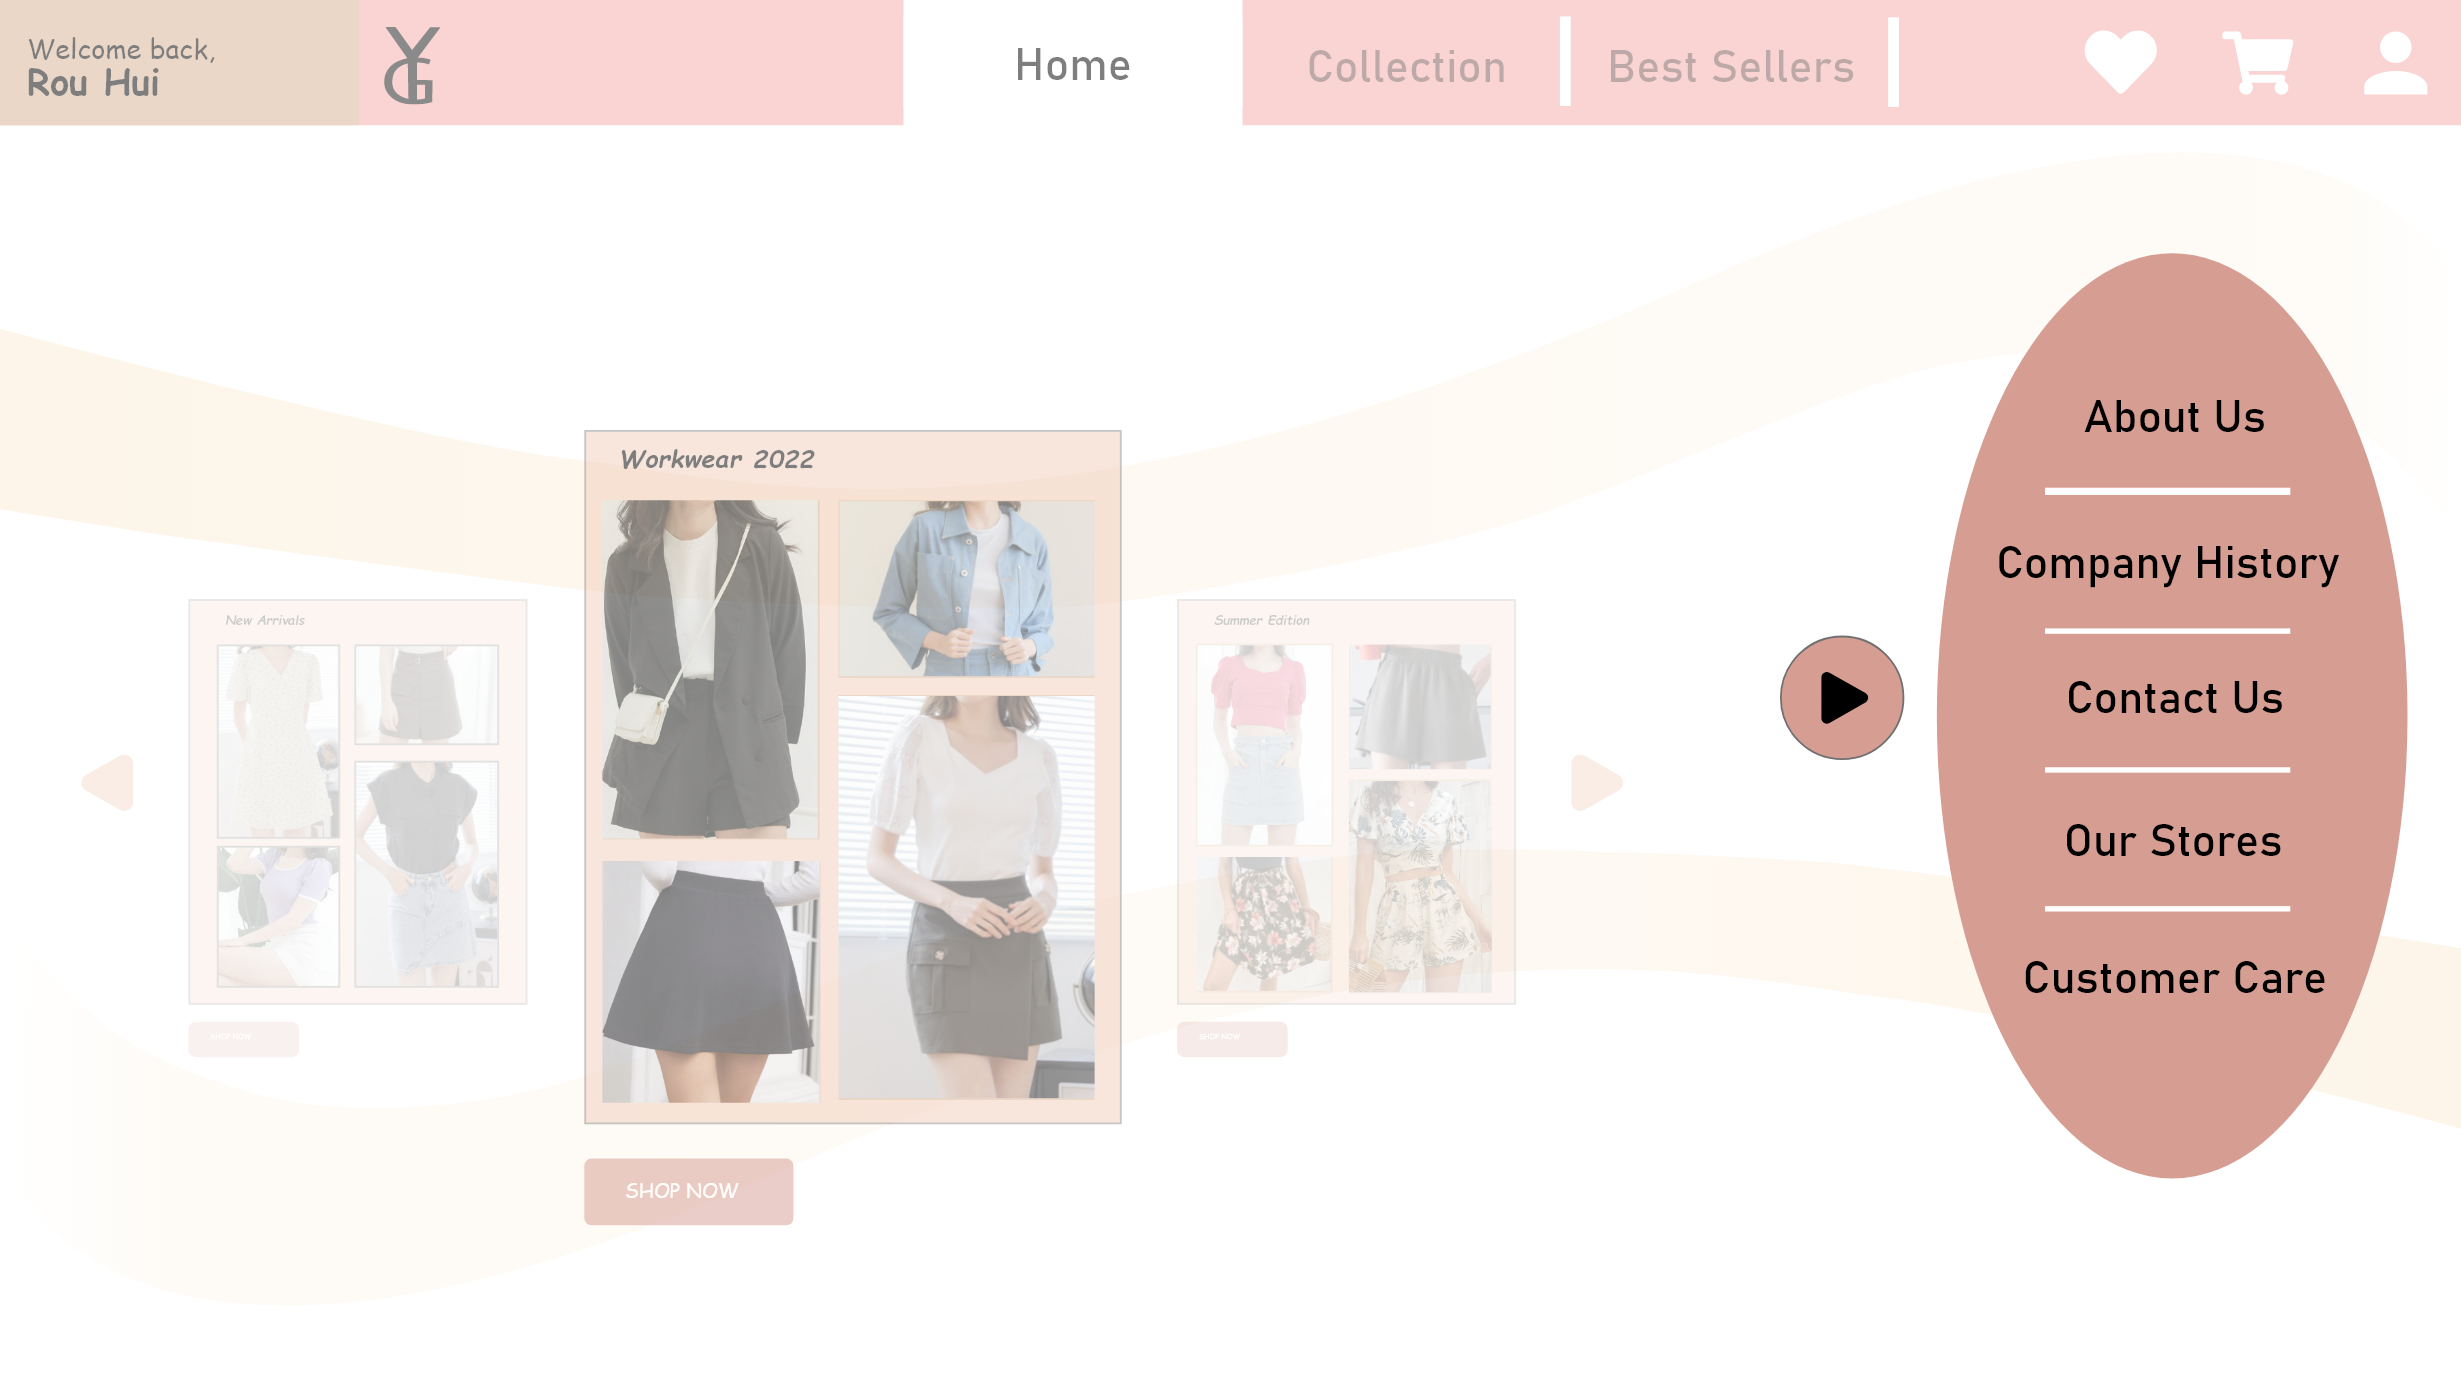 Welcome back,
Rou Hui
YG
Home
Collection
Best Sellers
About Us
Company History
Contact Us
Our Stores
Customer Care
Workwear 2022
New Arrivals
Summer Edition
SHOP NOW
SHOP NOW
SHOP NOW